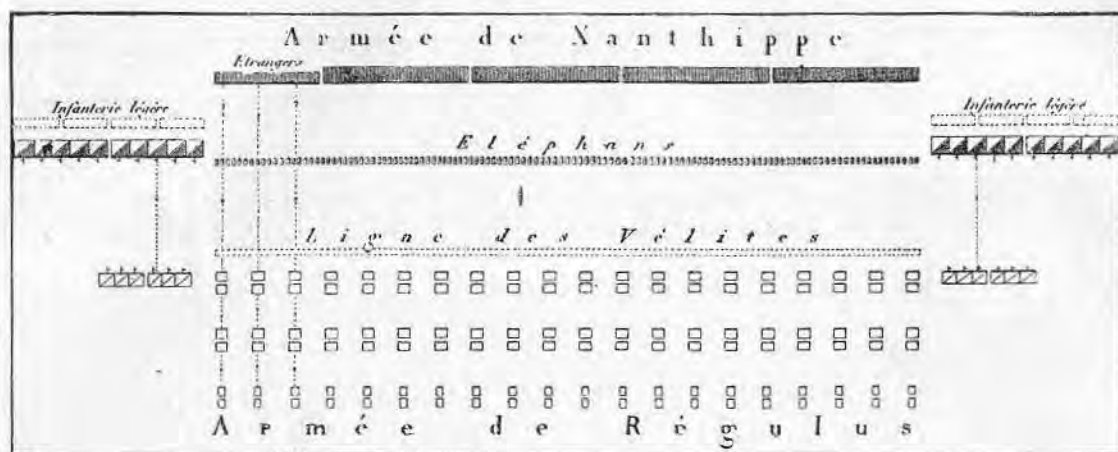 Armée de Xanthippe
Etrangers
Infanterie légère
Infanterie légère
Eléphans
Ligne des Vélites
Armée de Régulus